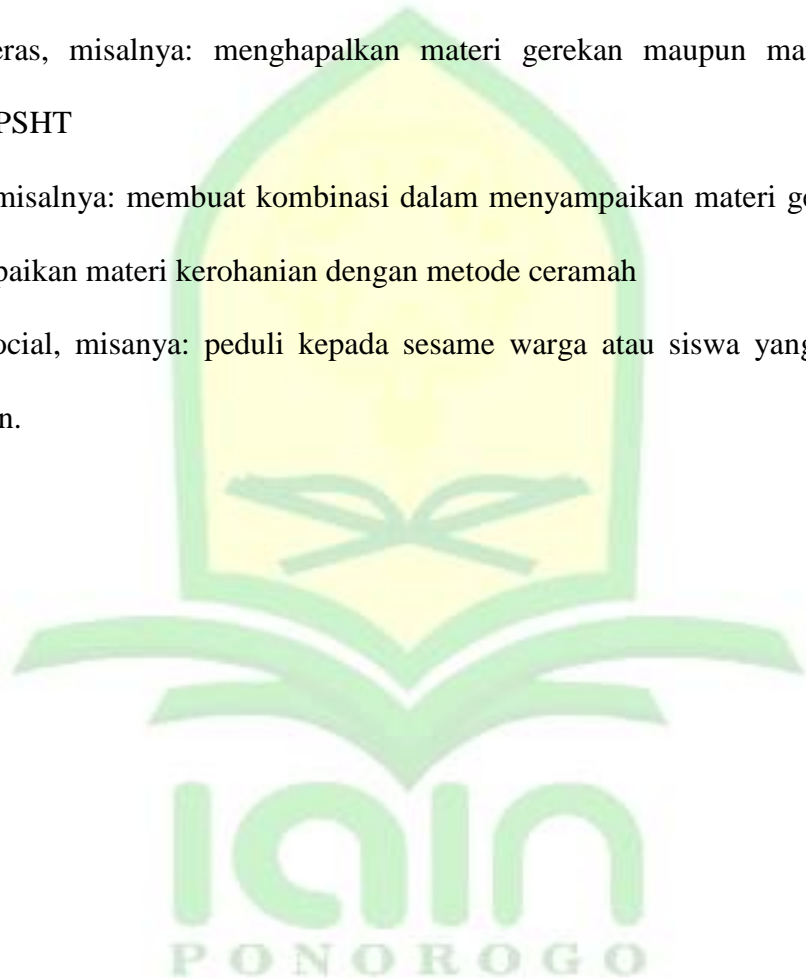 eras, misalnya: menghapalkan materi gerekan maupun ma
PSHT
misalnya: membuat kombinasi dalam menyampaikan materi ge
paikan materi kerohanian dengan metode ceramah
ocial, misanya: peduli kepada sesame warga atau siswa yang
n.
iain
PONOROGO